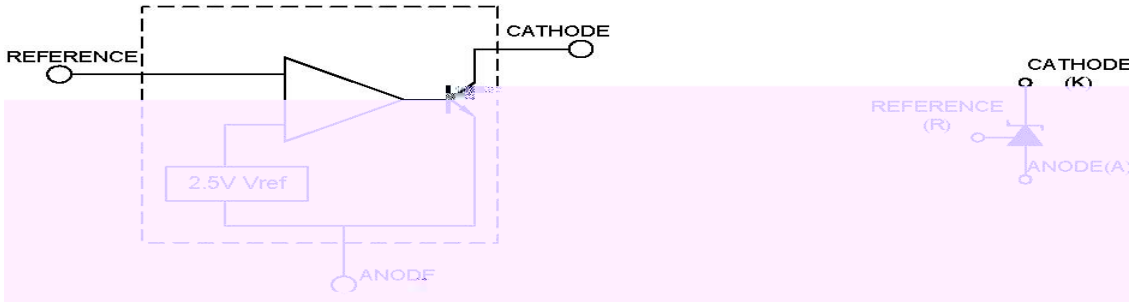 CATHODE
REFERENCE
2.5V Vref
ANODE
CATHODE
(K)
REFERENCE
(R)
ANODE(A)